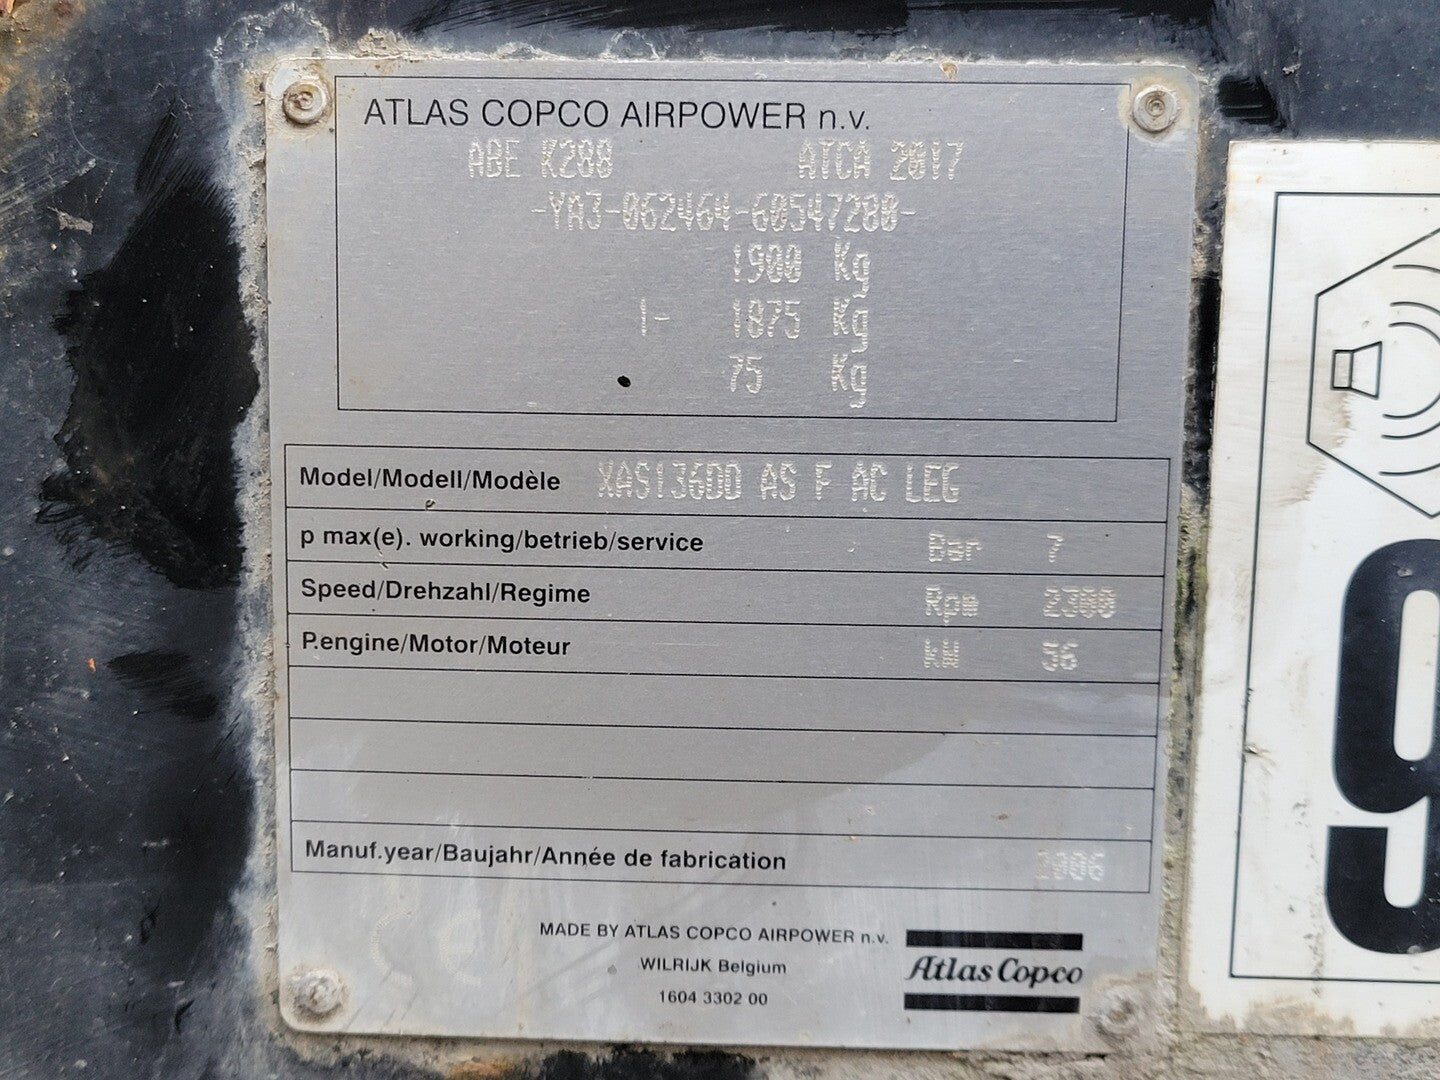 ATLAS COPCO AIRPOWER n.v.
ABE K288 ATCA 2017
-YA3-062464-60547280-
1900 Kg
1- 1875 Kg
75 Kg
Model/Modell/Modèle XAS136DD AS F AC LEG
p max(e). working/betrieb/service Bar 7
Speed/Drehzahl/Regime Rpm 2300
P.engine/Motor/Moteur kW 56
Manuf.year/Baujahr/Année de fabrication 2006
CE
MADE BY ATLAS COPCO AIRPOWER n.v.
WILRIJK Belgium
1604 3302 00
Atlas Copco
9